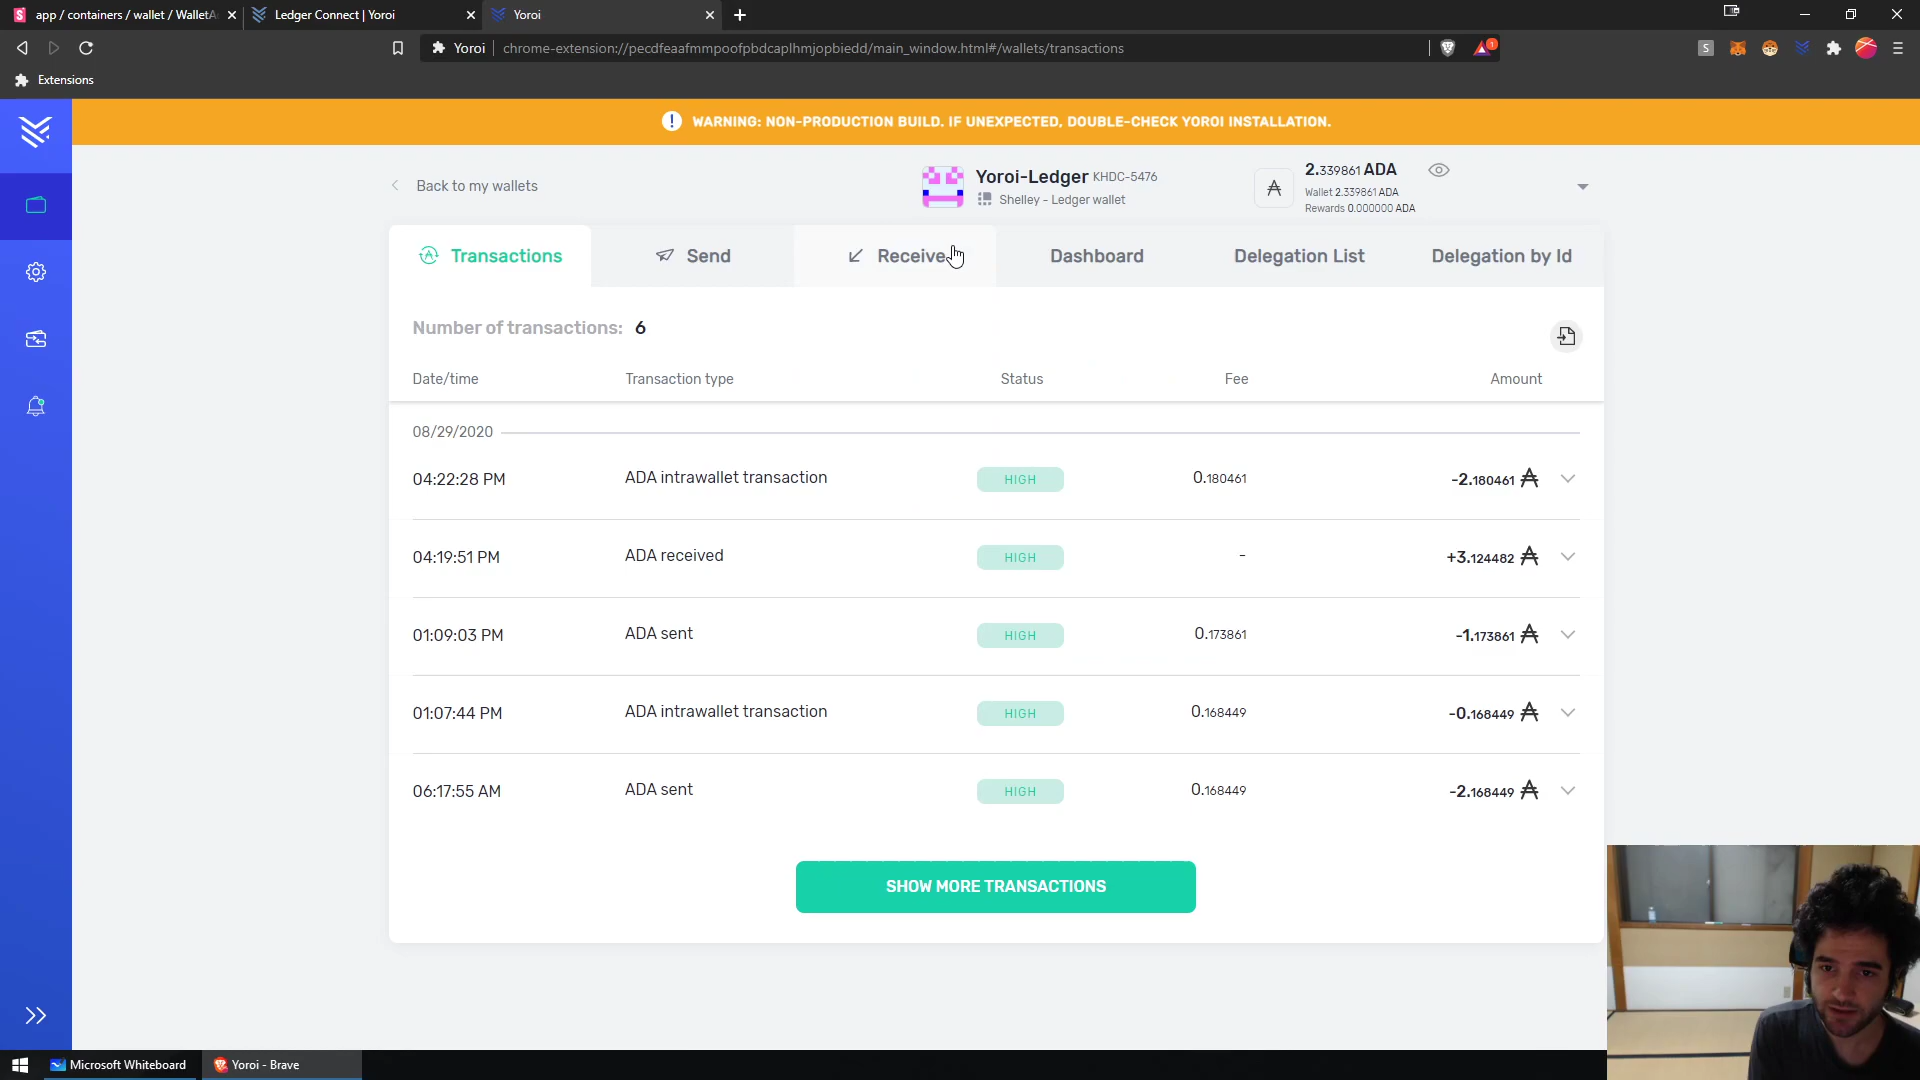 app / containers / wallet / WalletA
Ledger Connect | Yoroi
Yoroi
Yoroi
chrome-extension://pecdfeaafmmpoofpbdcaplhmjopbiedd/main_window.html#/wallets/transactions
1
S
Extensions
WARNING: NON-PRODUCTION BUILD. IF UNEXPECTED, DOUBLE-CHECK YOROI INSTALLATION.
Back to my wallets
Yoroi-Ledger KHDC-5476
Shelley - Ledger wallet
2.339861 ADA
Wallet 2.339861 ADA
Rewards 0.000000 ADA
Transactions
Send
Receive
Dashboard
Delegation List
Delegation by Id
Number of transactions: 6
Date/time Transaction type Status Fee Amount
08/29/2020
04:22:28 PM ADA intrawallet transaction HIGH 0.180461 -2.180461
04:19:51 PM ADA received HIGH - +3.124482
01:09:03 PM ADA sent HIGH 0.173861 -1.173861
01:07:44 PM ADA intrawallet transaction HIGH 0.168449 -0.168449
06:17:55 AM ADA sent HIGH 0.168449 -2.168449
SHOW MORE TRANSACTIONS
Microsoft Whiteboard
Yoroi - Brave